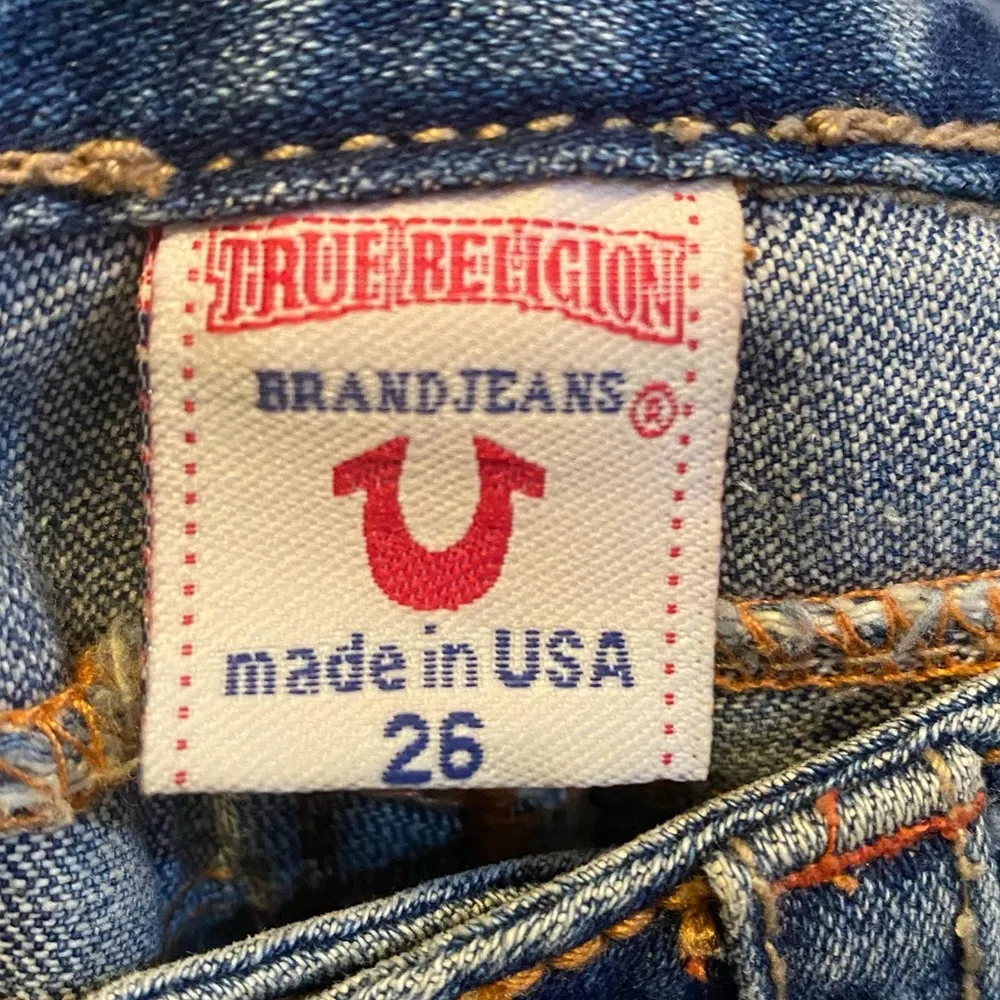 TRUE RELIGION
BRAND JEANS®
made in USA
26